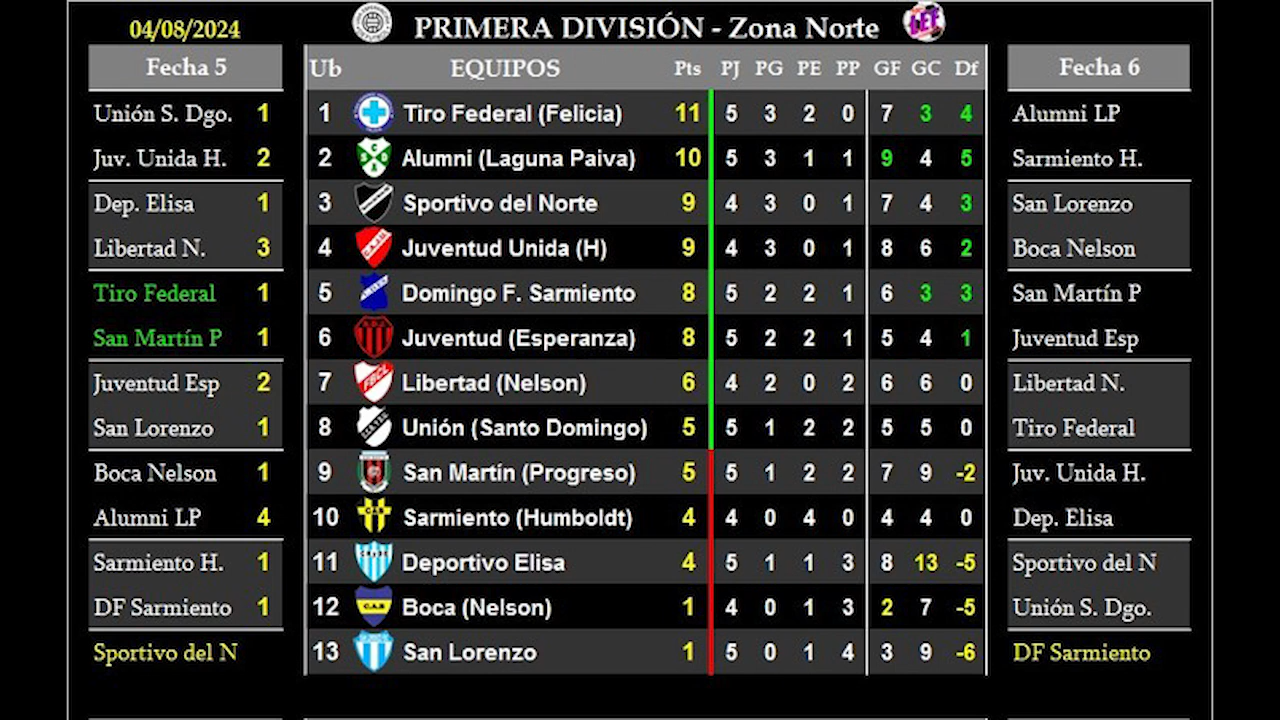 04/08/2024 PRIMERA DIVISIÓN - Zona Norte LEF
Fecha 5 Ub EQUIPOS Pts PJ PG PE PP GF GC Df Fecha 6
Unión S. Dgo. 1 1 Tiro Federal (Felicia) 11 5 3 2 0 7 3 4 Alumni LP
Juv. Unida H. 2 2 Alumni (Laguna Paiva) 10 5 3 1 1 9 4 5 Sarmiento H.
Dep. Elisa 1 3 Sportivo del Norte 9 4 3 0 1 7 4 3 San Lorenzo
Libertad N. 3 4 Juventud Unida (H) 9 4 3 0 1 8 6 2 Boca Nelson
Tiro Federal 1 5 Domingo F. Sarmiento 8 5 2 2 1 6 3 3 San Martín P
San Martín P 1 6 Juventud (Esperanza) 8 5 2 2 1 5 4 1 Juventud Esp
Juventud Esp 2 7 Libertad (Nelson) 6 4 2 0 2 6 6 0 Libertad N.
San Lorenzo 1 8 Unión (Santo Domingo) 5 5 1 2 2 5 5 0 Tiro Federal
Boca Nelson 1 9 San Martín (Progreso) 5 5 1 2 2 7 9 -2 Juv. Unida H.
Alumni LP 4 10 Sarmiento (Humboldt) 4 4 0 4 0 4 4 0 Dep. Elisa
Sarmiento H. 1 11 Deportivo Elisa 4 5 1 1 3 8 13 -5 Sportivo del N
DF Sarmiento 1 12 Boca (Nelson) 1 4 0 1 3 2 7 -5 Unión S. Dgo.
Sportivo del N 13 San Lorenzo 1 5 0 1 4 3 9 -6 DF Sarmiento